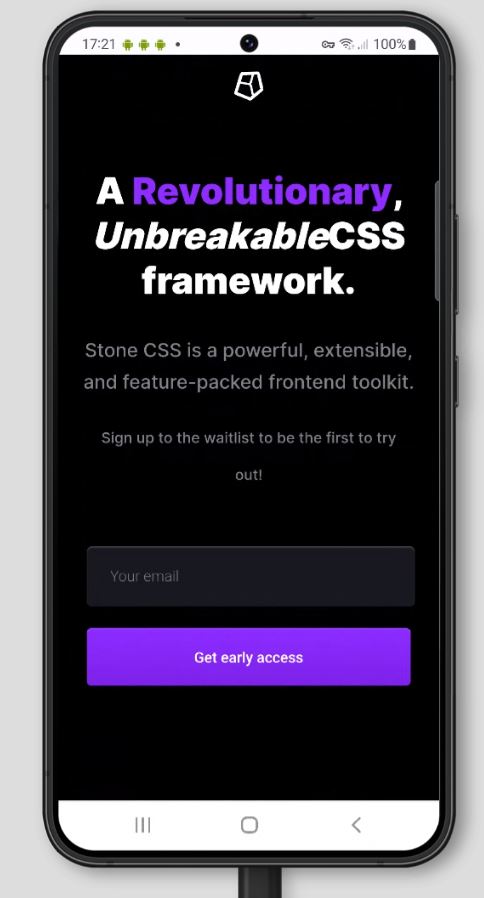 17:21
100%
A Revolutionary,
UnbreakableCSS
framework.
Stone CSS is a powerful, extensible,
and feature-packed frontend toolkit.
Sign up to the waitlist to be the first to try
out!
Your email
Get early access